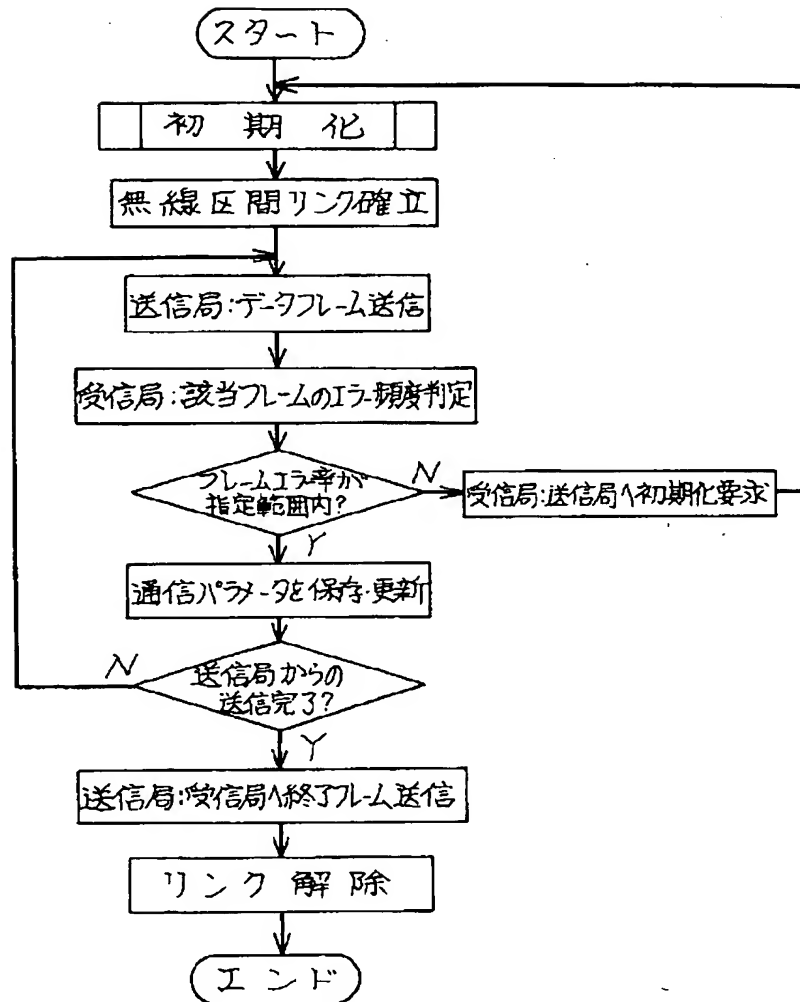 スタート
初期化
無線区間リンク確立
送信局:データフレーム送信
受信局:該当フレームのエラー頻度判定
フレームエラー率が
指定範囲内?
N
受信局:送信局へ初期化要求
Y
通信パラメータを保存・更新
N
送信局からの
送信完了?
Y
送信局:受信局へ終了フレーム送信
リンク解除
エンド